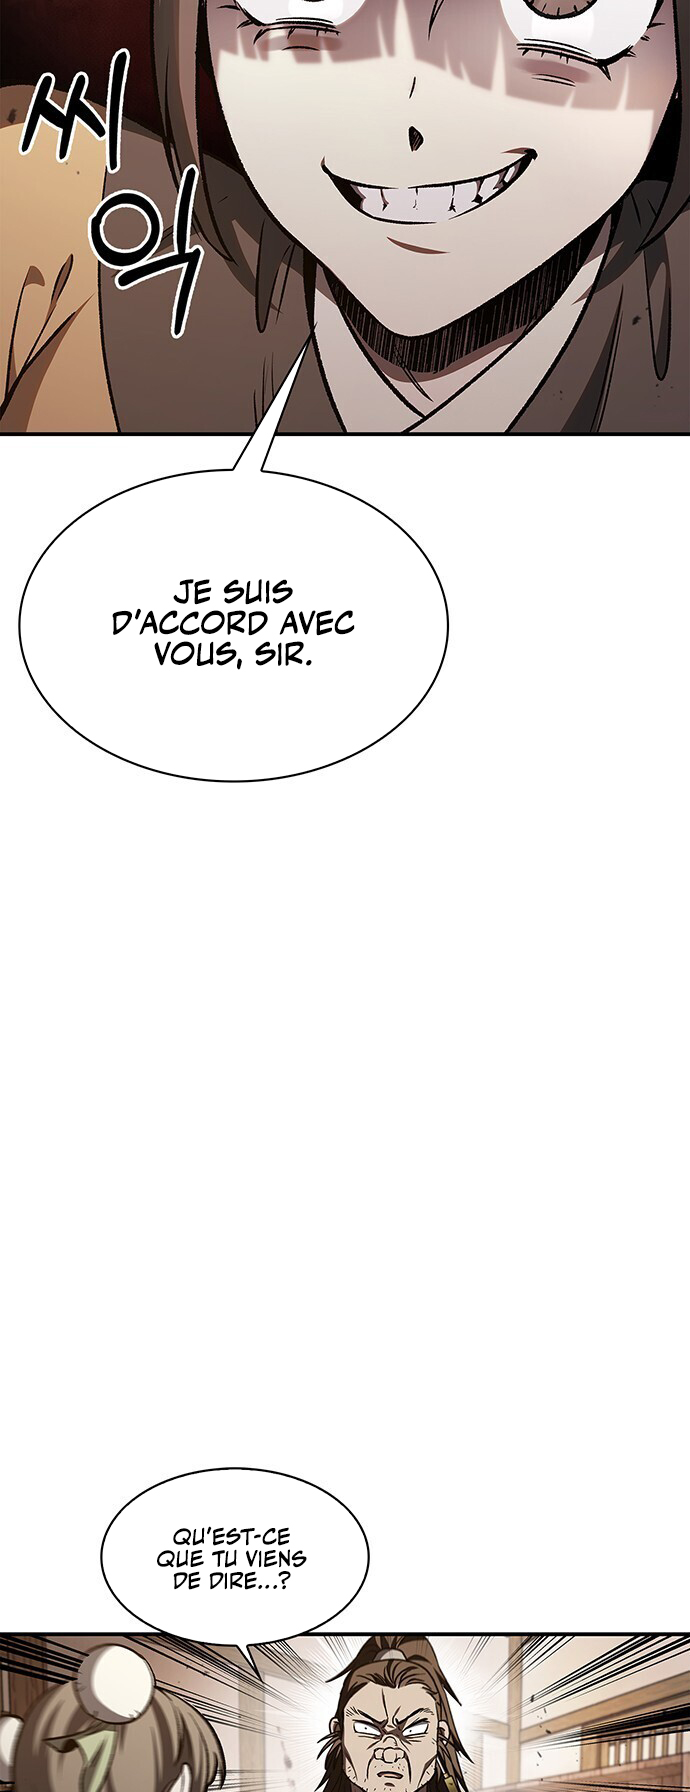 씨
익
JE SUIS
D'ACCORD AVEC
VOUS, SIR.
QU'EST-CE
QUE TU VIENS
DE DIRE...?